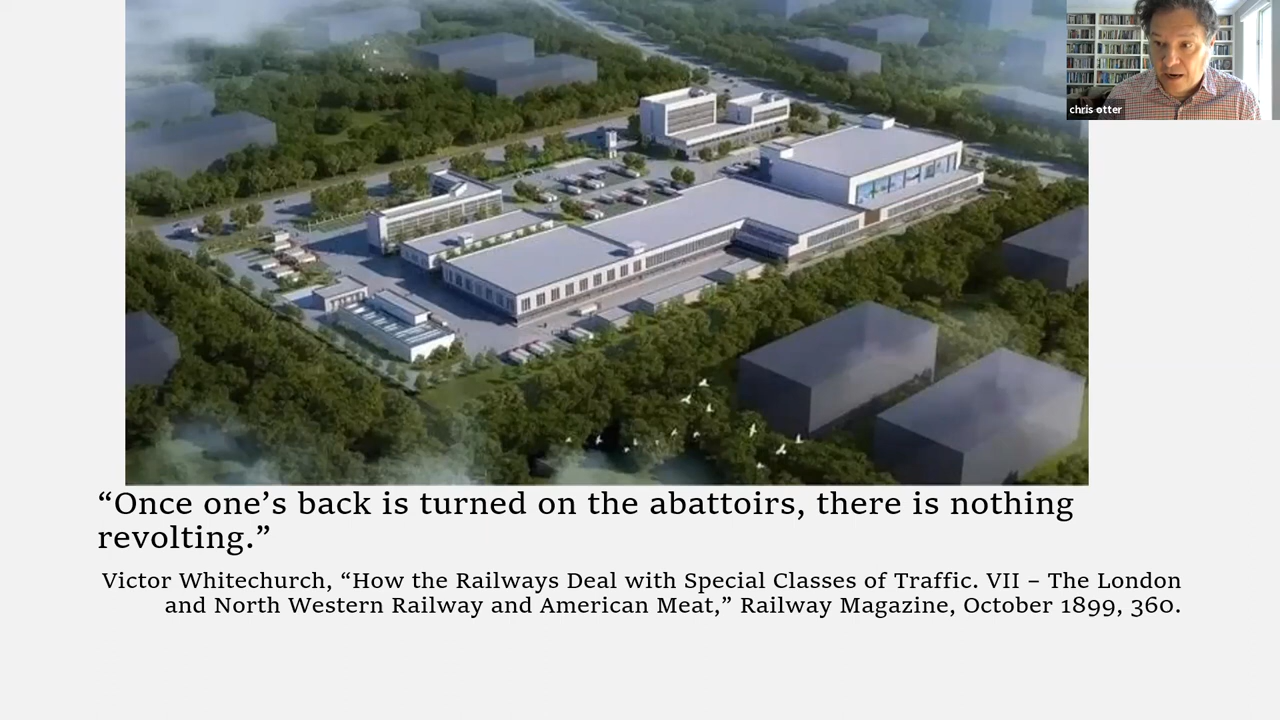 chris otter
“Once one’s back is turned on the abattoirs, there is nothing
revolting.”
Victor Whitechurch, “How the Railways Deal with Special Classes of Traffic. VII – The London
and North Western Railway and American Meat,” Railway Magazine, October 1899, 360.